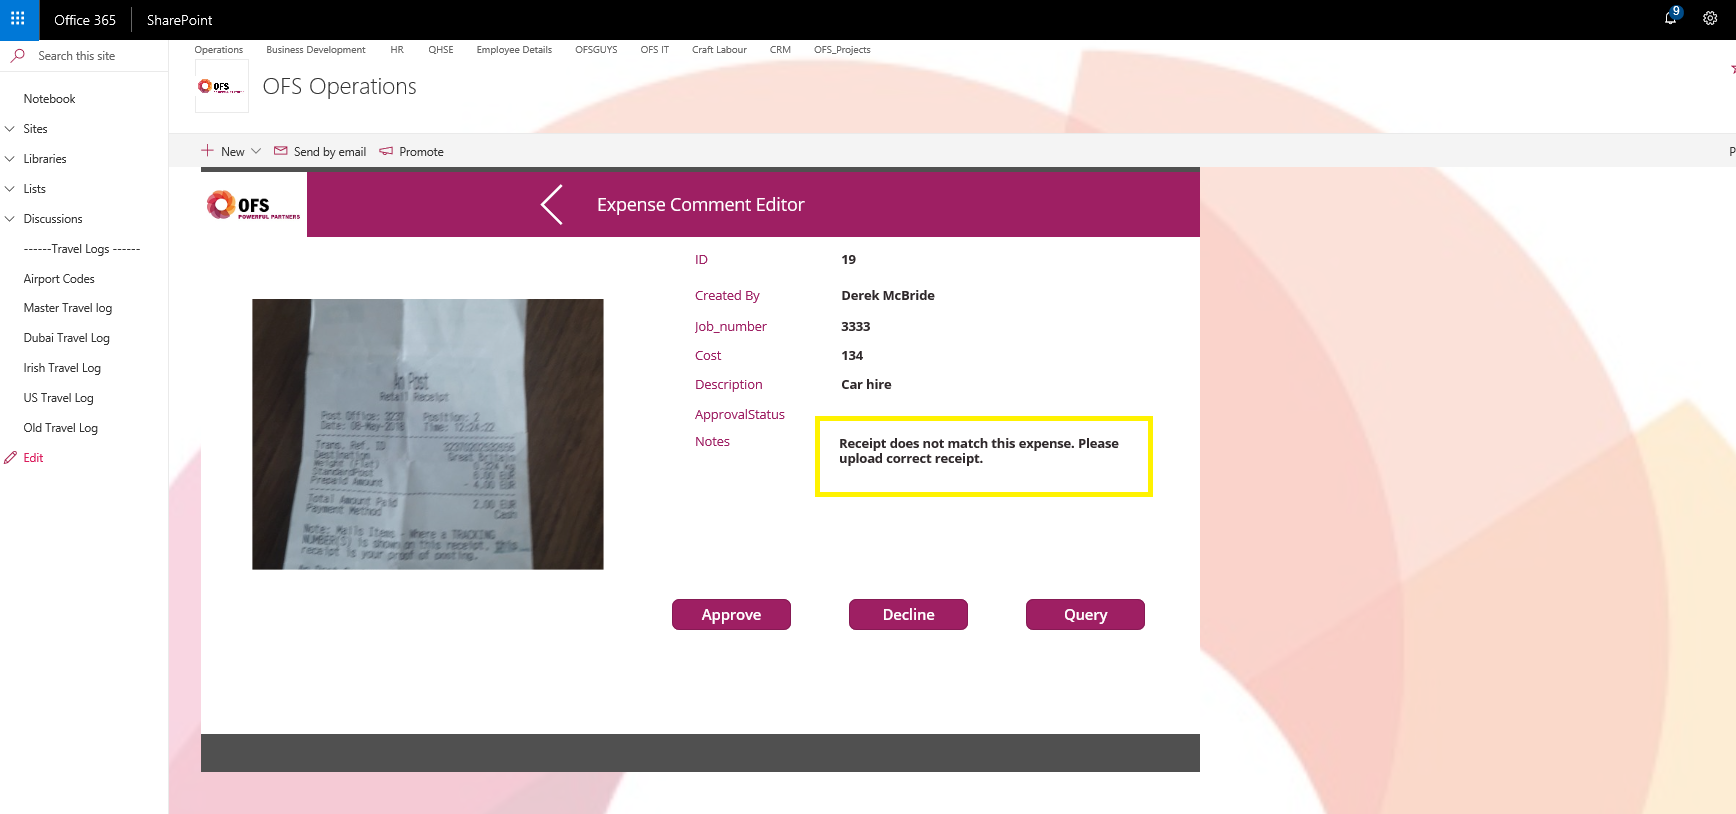 Office 365 SharePoint 9
Search this site
Operations Business Development HR QHSE Employee Details OFSGUYS OFS IT Craft Labour CRM OFS_Projects
OFS
OFS Operations
New Send by email Promote P
Notebook
Sites
Libraries
Lists
Discussions
------Travel Logs ------
Airport Codes
Master Travel log
Dubai Travel Log
Irish Travel Log
US Travel Log
Old Travel Log
Edit
OFS
POWERFUL PARTNERS
Expense Comment Editor
An Post
Retail Receipt
Post Office: 3237 Position: 2
Date: 08-May-2018 Time: 12:24:22
Trans. Ref. ID
Destination Great Britain
Weight (Flat) 0.324 kg
StandardPost 6.00 EUR
Prepaid Amount - 4.00 EUR
Total Amount Paid 2.00 EUR
Payment Method Cash
Note: Mails Items - Where a TRACKING
NUMBER(S) is shown on this receipt, this
receipt is your proof of posting.
ID 19
Created By Derek McBride
Job_number 3333
Cost 134
Description Car hire
ApprovalStatus
Notes Receipt does not match this expense. Please
upload correct receipt.
Approve Decline Query